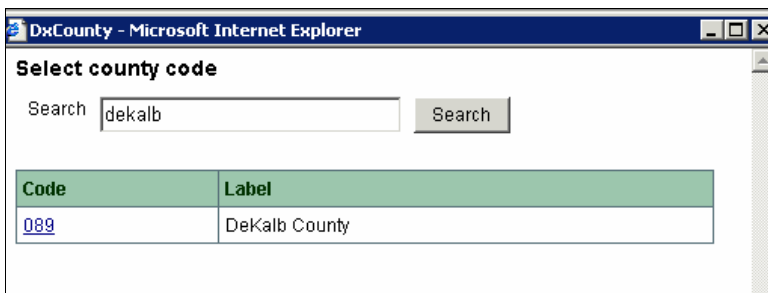 DxCounty - Microsoft Internet Explorer
Select county code
Search dekalb Search
Code Label
089 DeKalb County